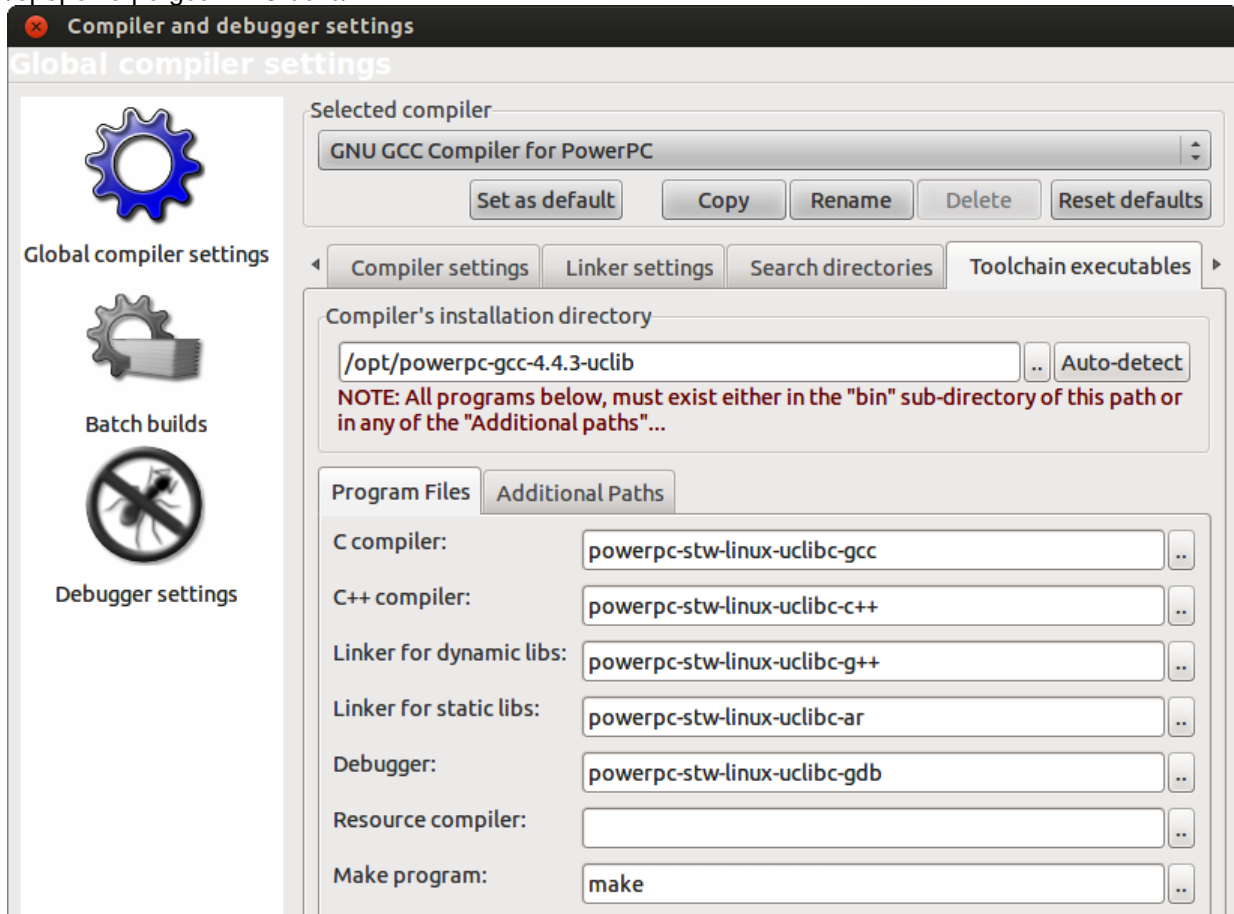 Compiler and debugger settings
Global compiler settings
Selected compiler
GNU GCC Compiler for PowerPC
Set as default Copy Rename Delete Reset defaults
Global compiler settings
Compiler settings Linker settings Search directories Toolchain executables
Compiler's installation directory
/opt/powerpc-gcc-4.4.3-uclib .. Auto-detect
NOTE: All programs below, must exist either in the "bin" sub-directory of this path or
in any of the "Additional paths"...
Batch builds
Program Files Additional Paths
C compiler: powerpc-stw-linux-uclibc-gcc ..
Debugger settings
C++ compiler: powerpc-stw-linux-uclibc-c++ ..
Linker for dynamic libs: powerpc-stw-linux-uclibc-g++ ..
Linker for static libs: powerpc-stw-linux-uclibc-ar ..
Debugger: powerpc-stw-linux-uclibc-gdb ..
Resource compiler: ..
Make program: make ..